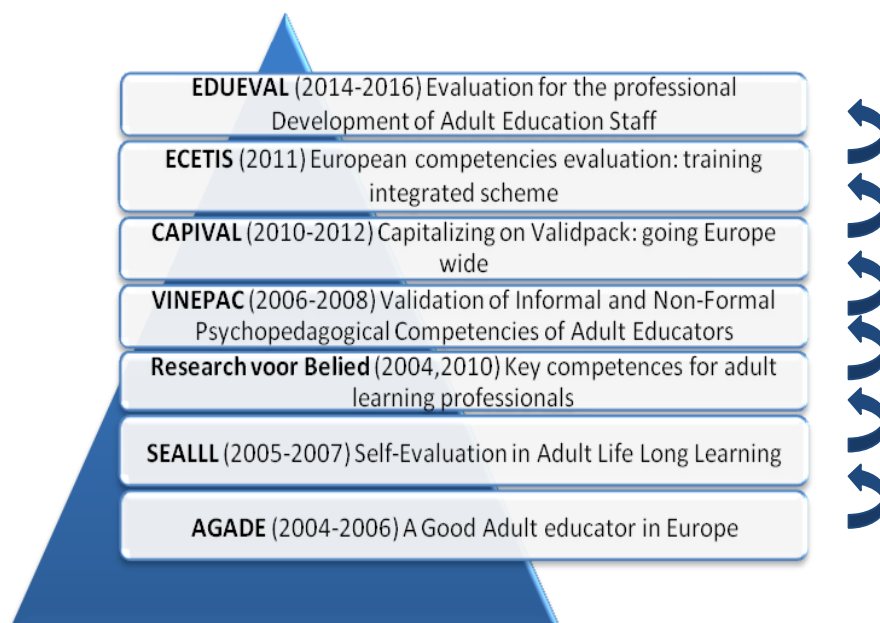 EDUEVAL (2014-2016) Evaluation for the professional
Development of Adult Education Staff
ECETIS (2011) European competencies evaluation: training
integrated scheme
CAPIVAL (2010-2012) Capitalizing on Validpack: going Europe
wide
VINEPAC (2006-2008) Validation of Informal and Non-Formal
Psychopedagogical Competencies of Adult Educators
Research voor Belied (2004,2010) Key competences for adult
learning professionals
SEALLL (2005-2007) Self-Evaluation in Adult Life Long Learning
AGADE (2004-2006) A Good Adult educator in Europe